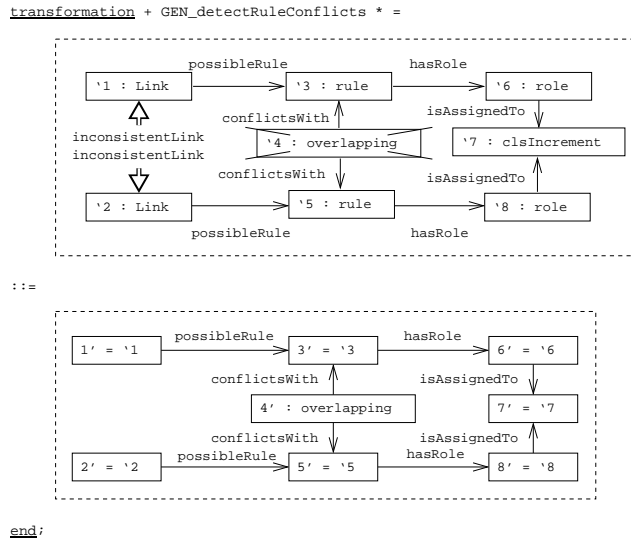 transformation + GEN_detectRuleConflicts * =
possibleRule hasRole
‘1 : Link ‘3 : rule ‘6 : role
conflictsWith isAssignedTo
inconsistentLink ‘4 : overlapping ‘7 : clsIncrement
inconsistentLink
conflictsWith isAssignedTo
‘2 : Link ‘5 : rule ‘8 : role
possibleRule hasRole
::=
possibleRule hasRole
1’ = ‘1 3’ = ‘3 6’ = ‘6
conflictsWith isAssignedTo
4’ : overlapping 7’ = ‘7
conflictsWith isAssignedTo
possibleRule hasRole
2’ = ‘2 5’ = ‘5 8’ = ‘8
end;